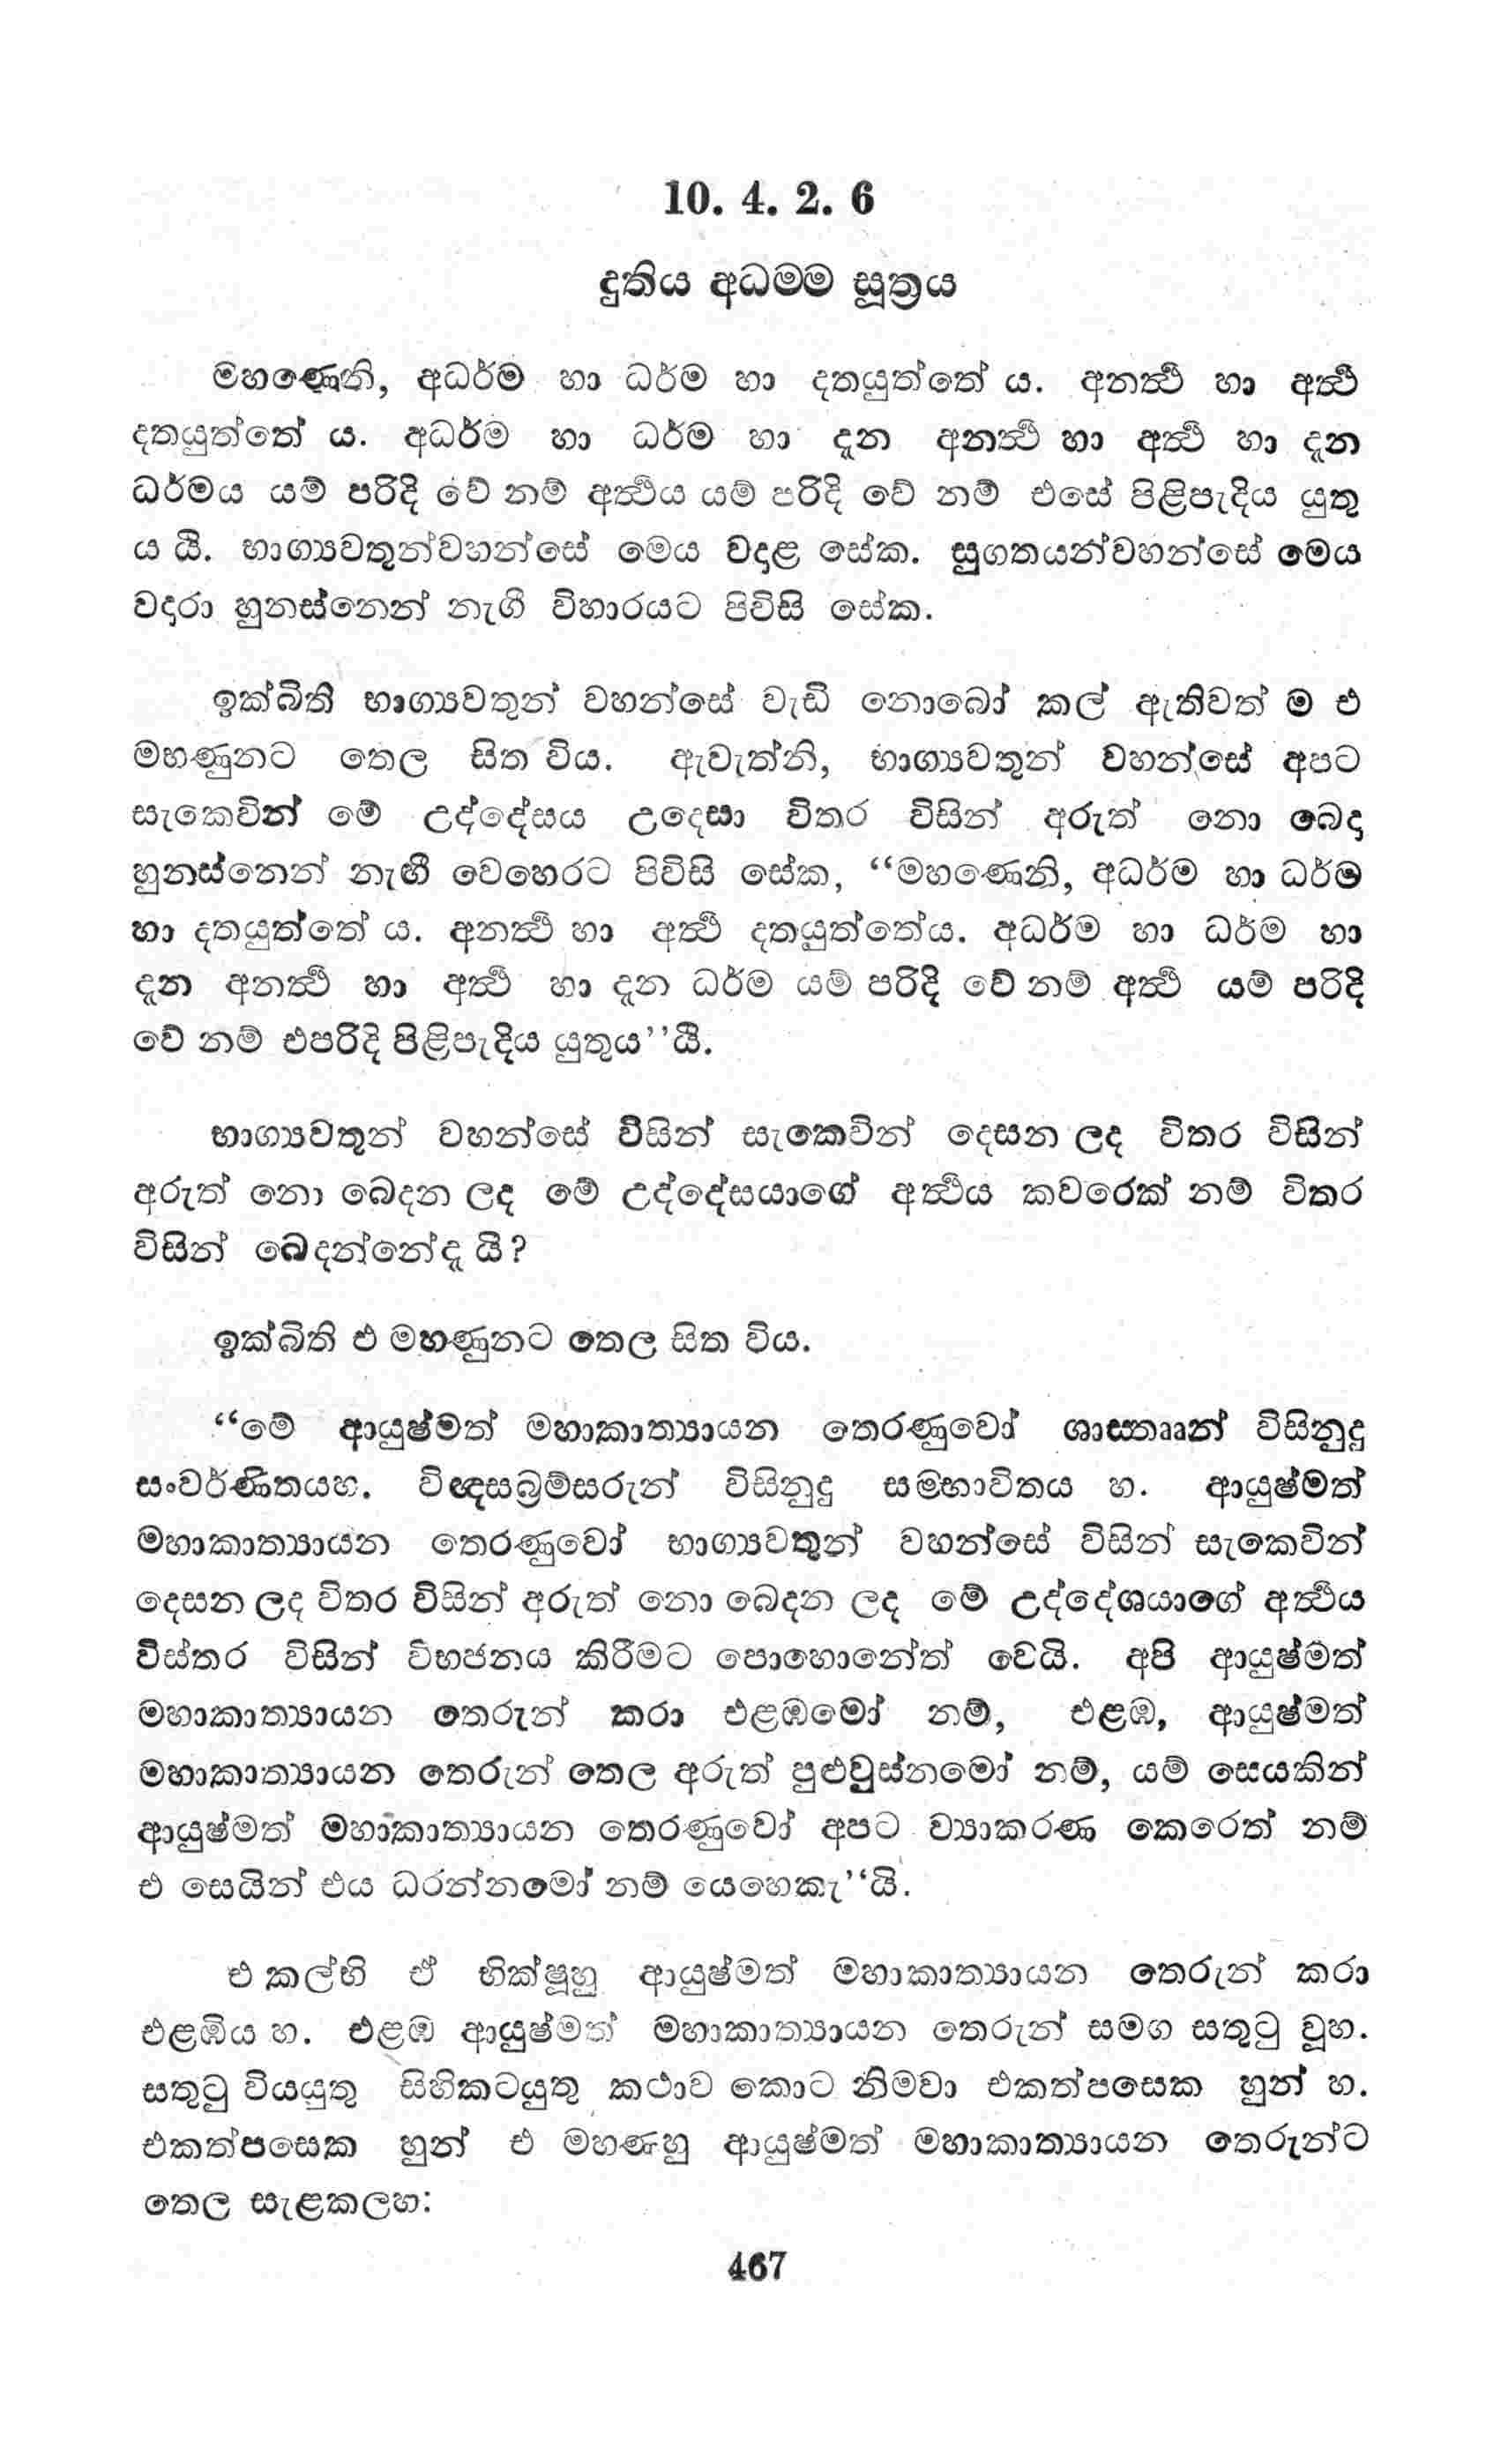 10. 4. 2. 6
දුතිය අධම්ම සූත්‍රය
මහණෙනි, අධර්ම හා ධර්ම හා දතයුත්තේ ය. අනර්ත්‍ථ හා අර්ත්‍ථ
දතයුත්තේ ය. අධර්ම හා ධර්ම හා දැන අනර්ත්‍ථ හා අර්ත්‍ථ හා දැන
ධර්මය යම් පරිදි වේ නම් අර්ත්‍ථය යම් පරිදි වේ නම් එසේ පිළිපැදිය යුතු
ය යි. භාග්‍යවතුන්වහන්සේ මෙය වදාළ සේක. සුගතයන්වහන්සේ මෙය
වදාරා හුනස්නෙන් නැගී විහාරයට පිවිසි සේක.
ඉක්බිති භාග්‍යවතුන් වහන්සේ වැඩි නොබෝ කල් ඇතිවත් ම එ
මහණුනට තෙල සිත විය. ඇවැත්නි, භාග්‍යවතුන් වහන්සේ අපට
සැකෙවින් මේ උද්දේසය උදෙසා විතර විසින් අරුත් නො බෙදා
හුනස්නෙන් නැඟී වෙහෙරට පිවිසි සේක, “මහණෙනි, අධර්ම හා ධර්ම
හා දතයුත්තේ ය. අනර්ත්‍ථ හා අර්ත්‍ථ දතයුත්තේය. අධර්ම හා ධර්ම හා
දැන අනර්ත්‍ථ හා අර්ත්‍ථ හා දැන ධර්ම යම් පරිදි වේ නම් අර්ත්‍ථ යම් පරිදි
වේ නම් එපරිදි පිළිපැදිය යුතුය’’යි.
භාග්‍යවතුන් වහන්සේ විසින් සැකෙවින් දෙසන ලද විතර විසින්
අරුත් නො බෙදන ලද මේ උද්දේසයාගේ අර්ත්‍ථය කවරෙක් නම් විතර
විසින් බෙදන්නේද යි?
ඉක්බිති එ මහණුනට තෙල සිත විය.
“මේ ආයුෂ්මත් මහාකාත්‍යායන තෙරණුවෝ ශාස්තෲන් විසිනුදු
සංවර්ණිතයහ. විඥසබ්‍රම්සරුන් විසිනුදු සම්භාවිතය හ. ආයුෂ්මත්
මහාකාත්‍යායන තෙරණුවෝ භාග්‍යවතුන් වහන්සේ විසින් සැකෙවින්
දෙසන ලද විතර විසින් අරුත් නො බෙදන ලද මේ උද්දේශයාගේ අර්ත්‍ථය
විස්තර විසින් විභජනය කිරීමට පොහොනේත් වෙයි. අපි ආයුෂ්මත්
මහාකාත්‍යායන තෙරුන් කරා එළඹමෝ නම්, එළඹ, ආයුෂ්මත්
මහාකාත්‍යායන තෙරුන් තෙල අරුත් පුළුවුස්නමෝ නම්, යම් සෙයකින්
ආයුෂ්මත් මහාකාත්‍යායන තෙරණුවෝ අපට ව්‍යාකරණ කෙරෙත් නම්
එ සෙයින් එය ධරන්නමෝ නම් යෙහෙකැ’‘යි.
එ කල්හි ඒ භික්ෂූහු ආයුෂ්මත් මහාකාත්‍යායන තෙරුන් කරා
එළඹිය හ. එළඹ ආයුෂ්මත් මහාකාත්‍යායන තෙරුන් සමග සතුටු වූහ.
සතුටු වියයුතු සිහිකටයුතු කථාව කොට නිමවා එකත්පසෙක හුන් හ.
එකත්පසෙක හුන් එ මහණහු ආයුෂ්මත් මහාකාත්‍යායන තෙරුන්ට
තෙල සැළකලහ:
467